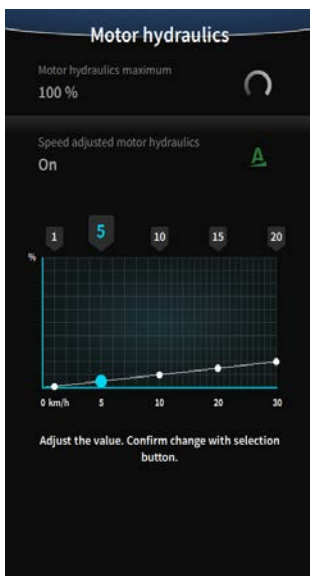 Motor hydraulics
Motor hydraulics maximum
100 %
Speed adjusted motor hydraulics
On
A
1 5 10 15 20
%
0 km/h 5 10 20 30
Adjust the value. Confirm change with selection
button.